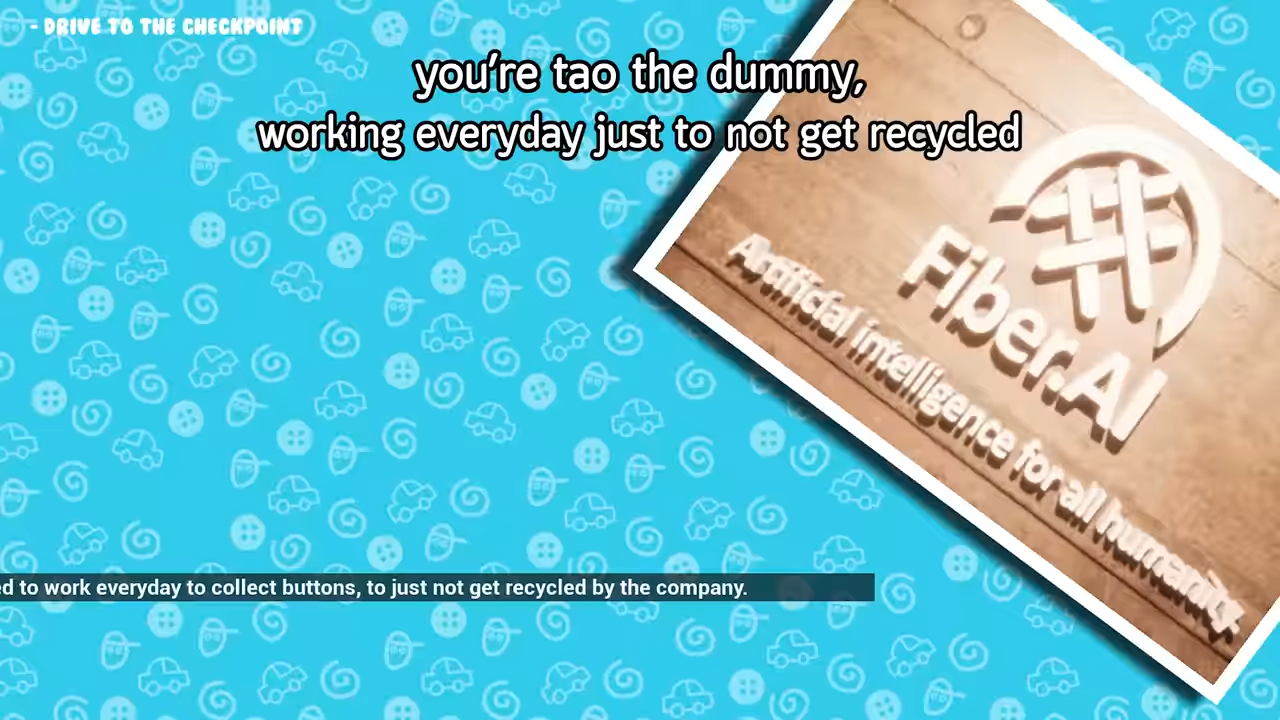 - DRIVE TO THE CHECKPOINT
you're tao the dummy,
working everyday just to not get recycled
Fiber.AI
Artificial intelligence for all humanity.
to work everyday to collect buttons, to just not get recycled by the company.